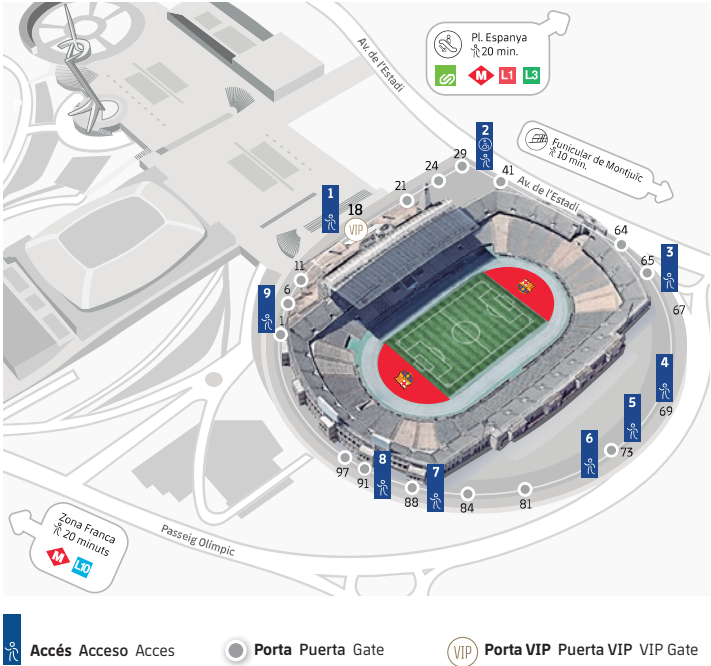 Pl. Espanya
20 min.
M L1 L3
Av. de l'Estadi
2
29
24
41
Funicular de Montjuïc
10 min.
Av. de l'Estadi
1
18
VIP
21
64
65
3
67
11
6
9
1
4
5
69
6
73
97
91
8
88
7
84
81
Zona Franca
20 minuts
M L10
Passeig Olímpic
Accés Acceso Acces
Porta Puerta Gate
VIP Porta VIP Puerta VIP VIP Gate